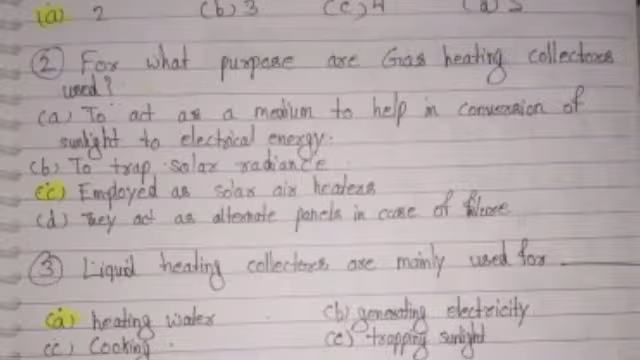 (a) 2 (b) 3 (c) 4 (d) 5
② For what purpose are Gas heating collectors
used?
(a) To act as a medium to help in conversion of
sunlight to electrical energy.
(b) To trap solar radiance
(c) Employed as solar air heaters
(d) They act as alternate panels in case of
③ Liquid heating collectors are mainly used for
(a) heating water (b) generating electricity
(c) Cooking. (c) trapping sunlight